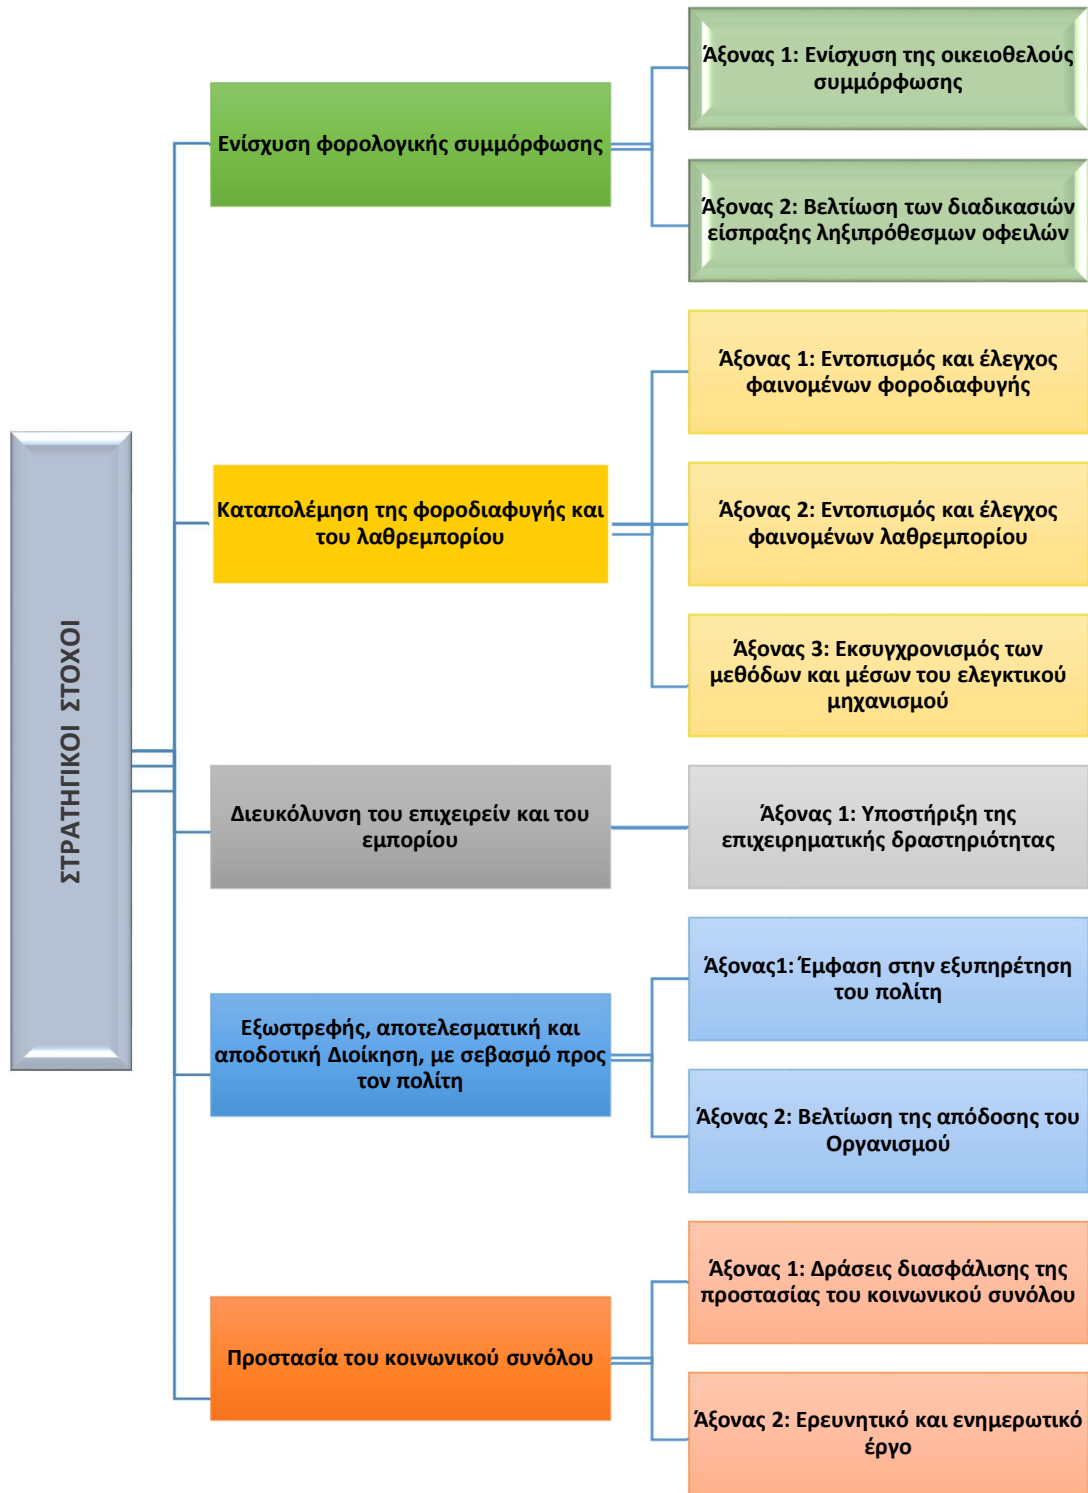 ΣΤΡΑΤΗΓΙΚΟΙ ΣΤΟΧΟΙ
Ενίσχυση φορολογικής συμμόρφωσης
Άξονας 1: Ενίσχυση της οικειοθελούς
συμμόρφωσης
Άξονας 2: Βελτίωση των διαδικασιών
είσπραξης ληξιπρόθεσμων οφειλών
Καταπολέμηση της φοροδιαφυγής και
του λαθρεμπορίου
Άξονας 1: Εντοπισμός και έλεγχος
φαινομένων φοροδιαφυγής
Άξονας 2: Εντοπισμός και έλεγχος
φαινομένων λαθρεμπορίου
Άξονας 3: Εκσυγχρονισμός των
μεθόδων και μέσων του ελεγκτικού
μηχανισμού
Διευκόλυνση του επιχειρείν και του
εμπορίου
Άξονας 1: Υποστήριξη της
επιχειρηματικής δραστηριότητας
Εξωστρεφής, αποτελεσματική και
αποδοτική Διοίκηση, με σεβασμό προς
τον πολίτη
Άξονας1: Έμφαση στην εξυπηρέτηση
του πολίτη
Άξονας 2: Βελτίωση της απόδοσης του
Οργανισμού
Προστασία του κοινωνικού συνόλου
Άξονας 1: Δράσεις διασφάλισης της
προστασίας του κοινωνικού συνόλου
Άξονας 2: Ερευνητικό και ενημερωτικό
έργο